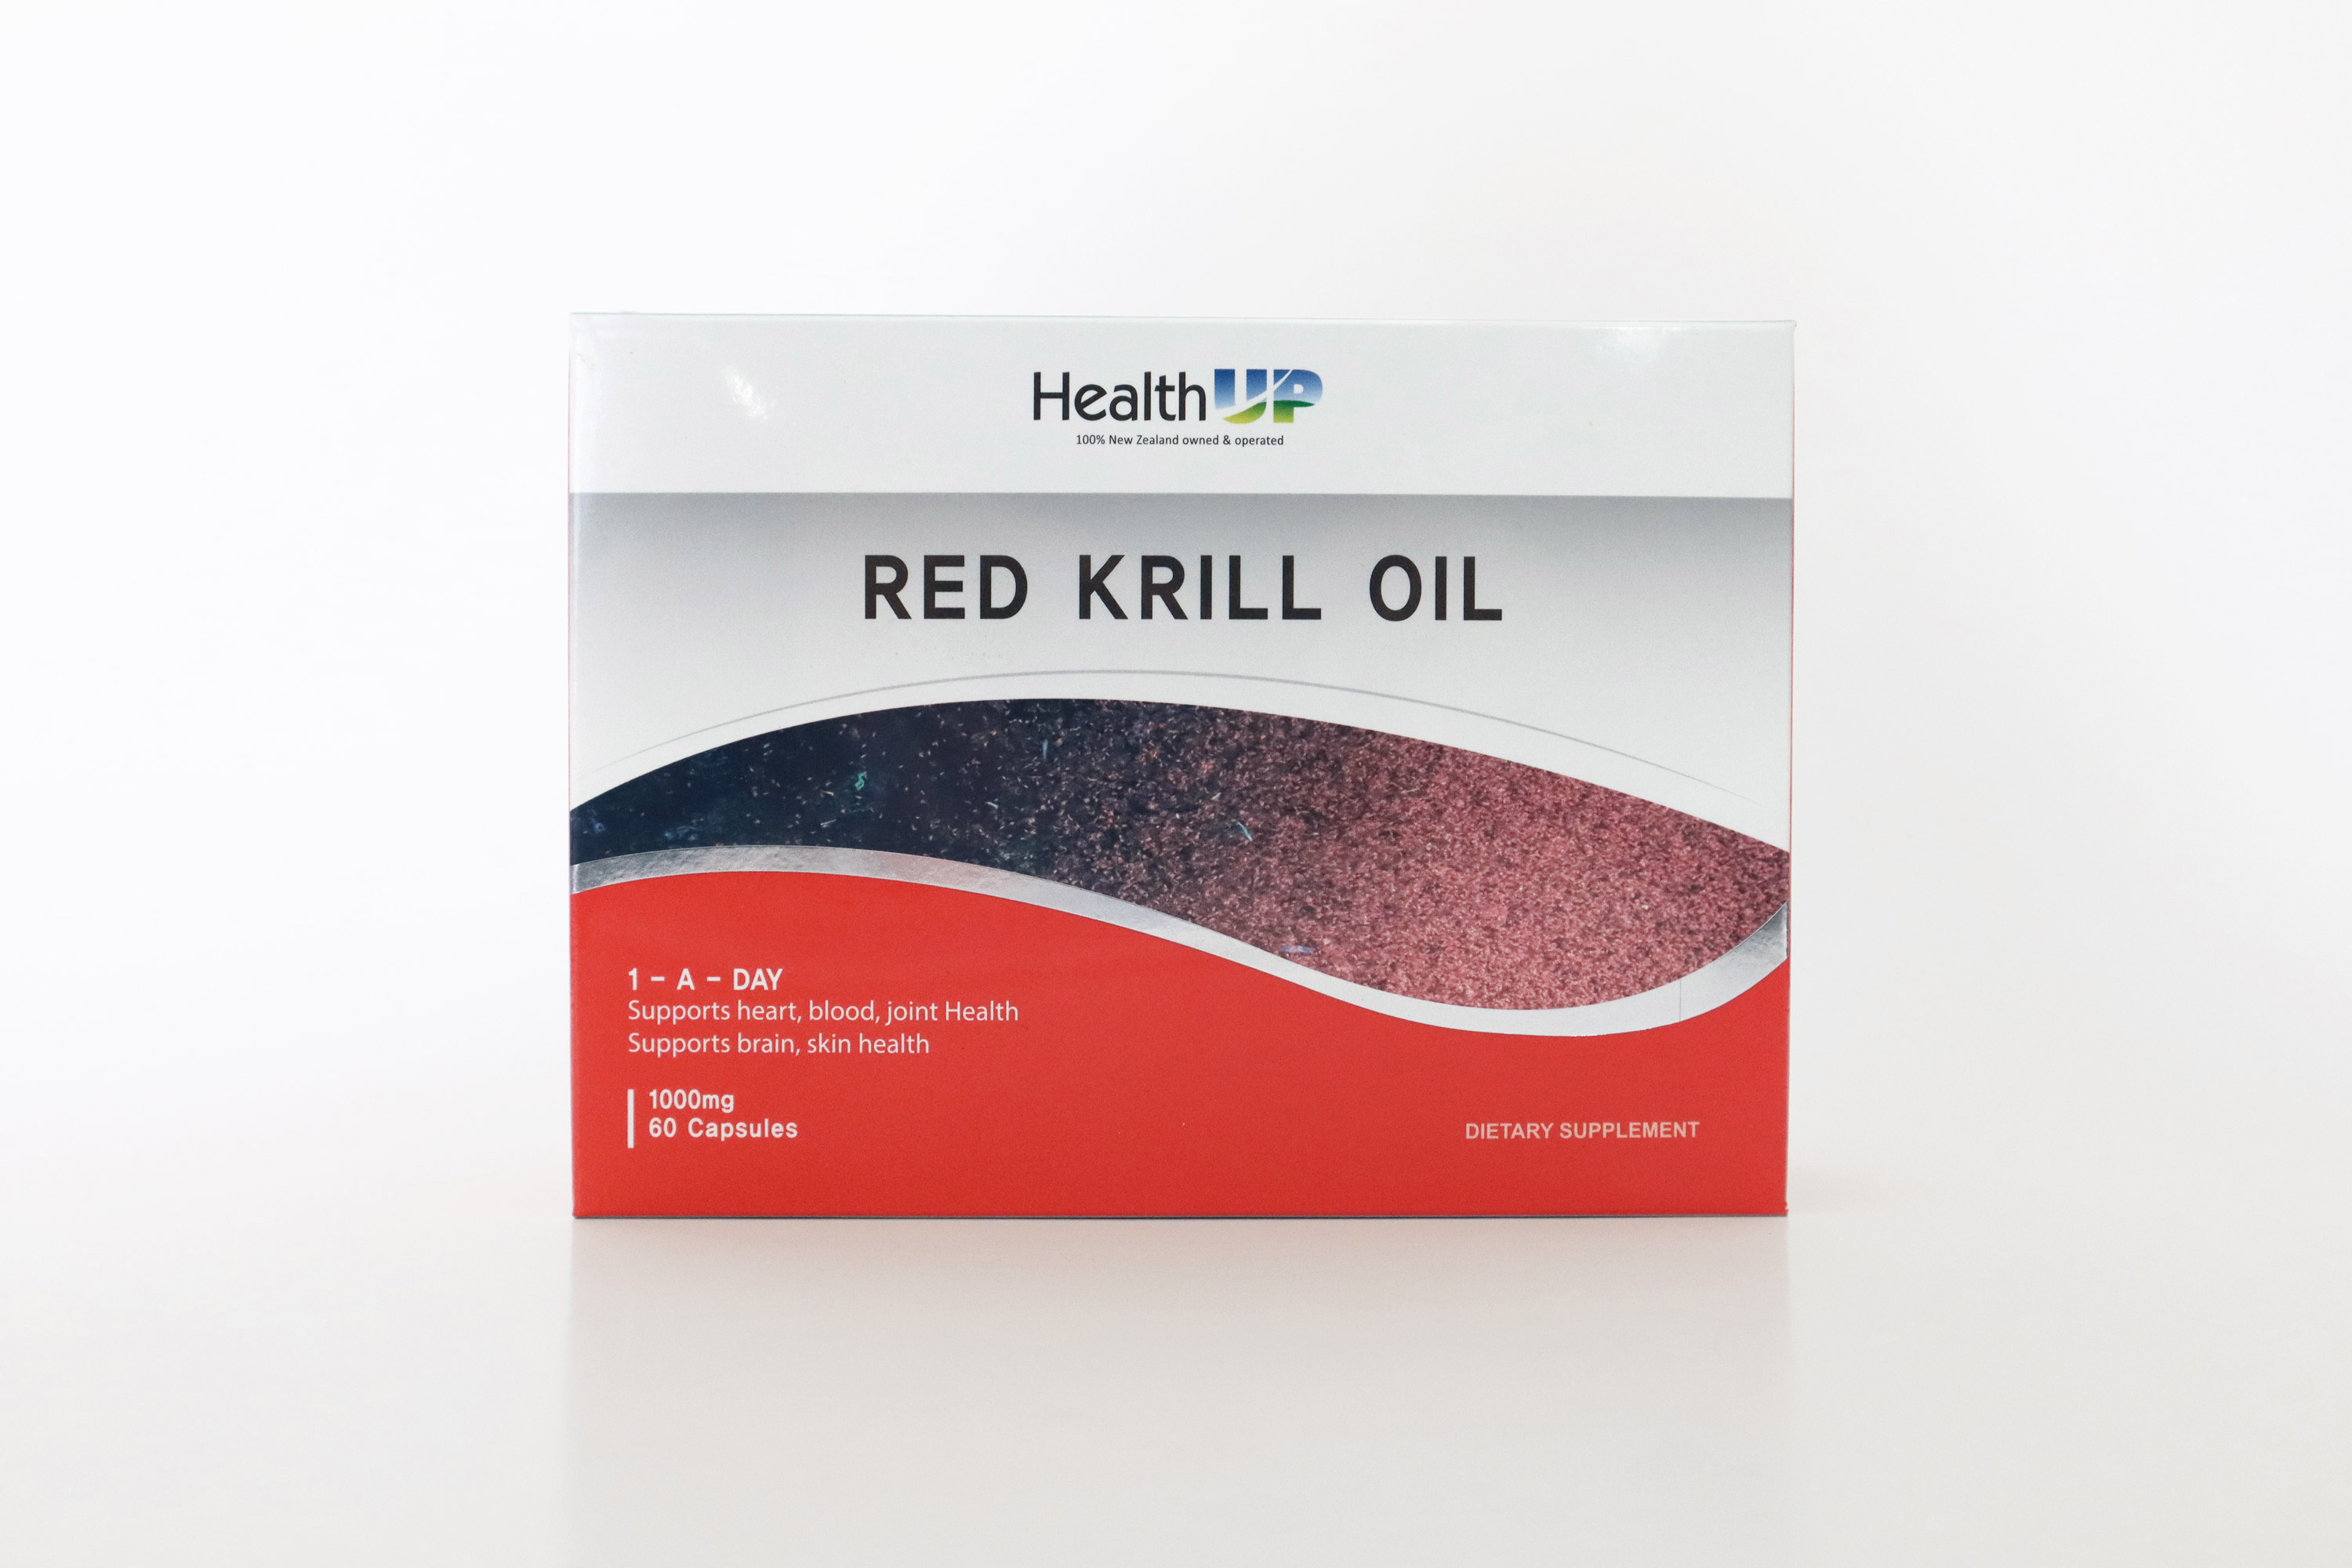 HealthUP
100% New Zealand owned & operated
RED KRILL OIL
1 - A - DAY
Supports heart, blood, joint Health
Supports brain, skin health
1000mg
60 Capsules
DIETARY SUPPLEMENT